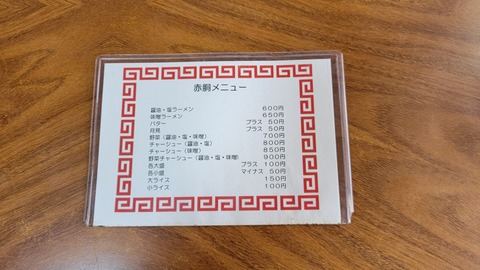 赤胴メニュー
醤油・塩ラーメン 600円
味噌ラーメン 650円
バター プラス 50円
月見 プラス 50円
野菜(醤油・塩・味噌) 700円
チャーシュー(醤油・塩) 800円
チャーシュー(味噌) 850円
野菜チャーシュー(醤油・塩・味噌) 900円
各大盛 プラス 100円
各小盛 マイナス 50円
大ライス 150円
小ライス 100円